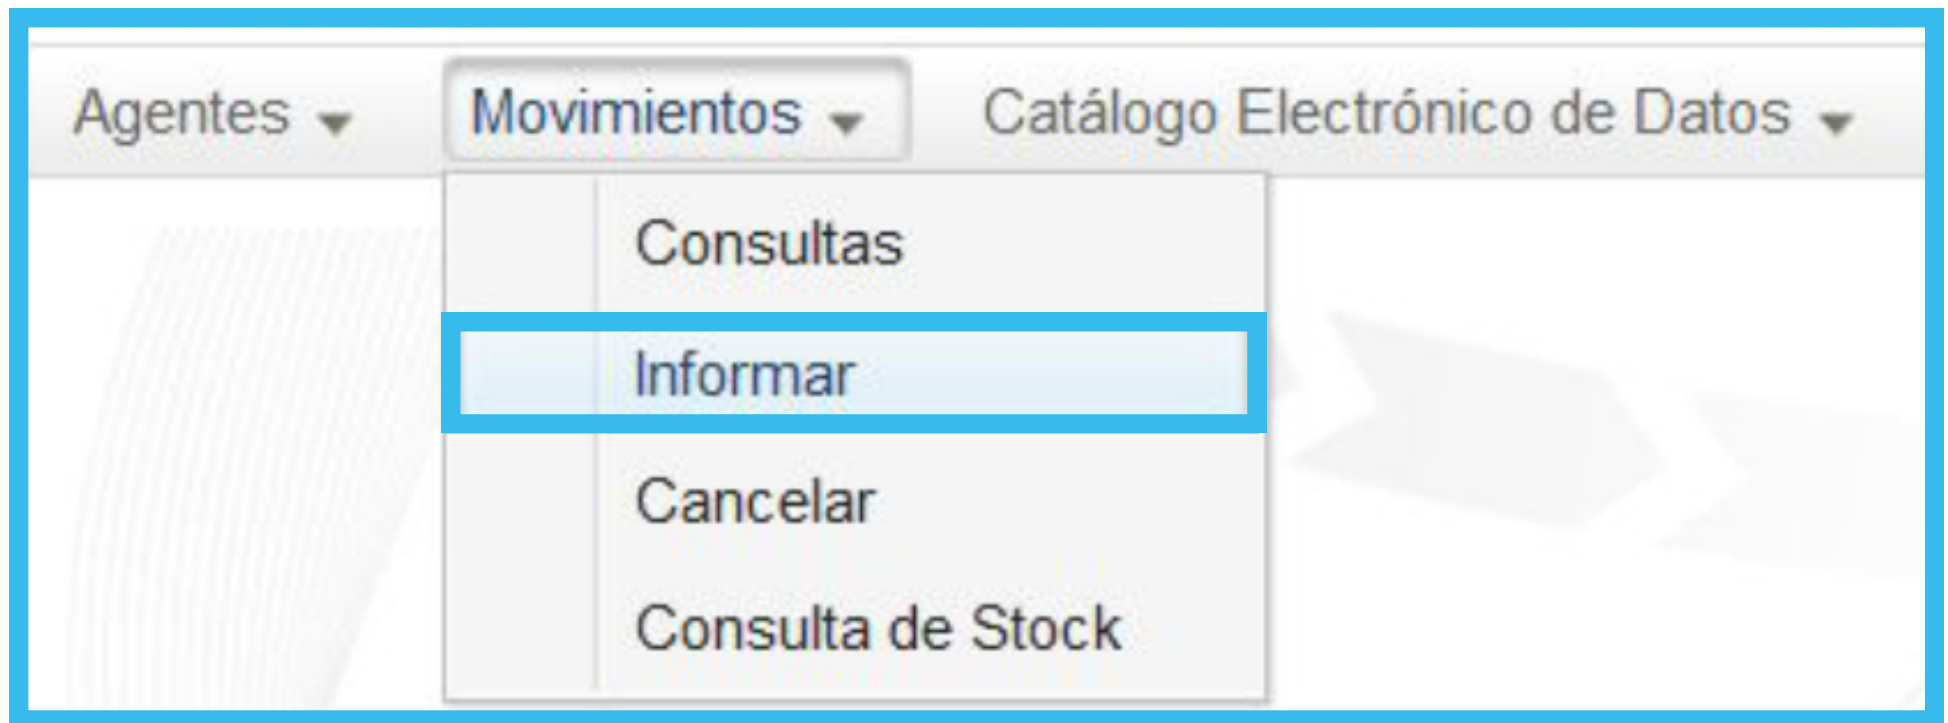 Agentes Movimientos Catálogo Electrónico de Datos
Consultas
Informar
Cancelar
Consulta de Stock